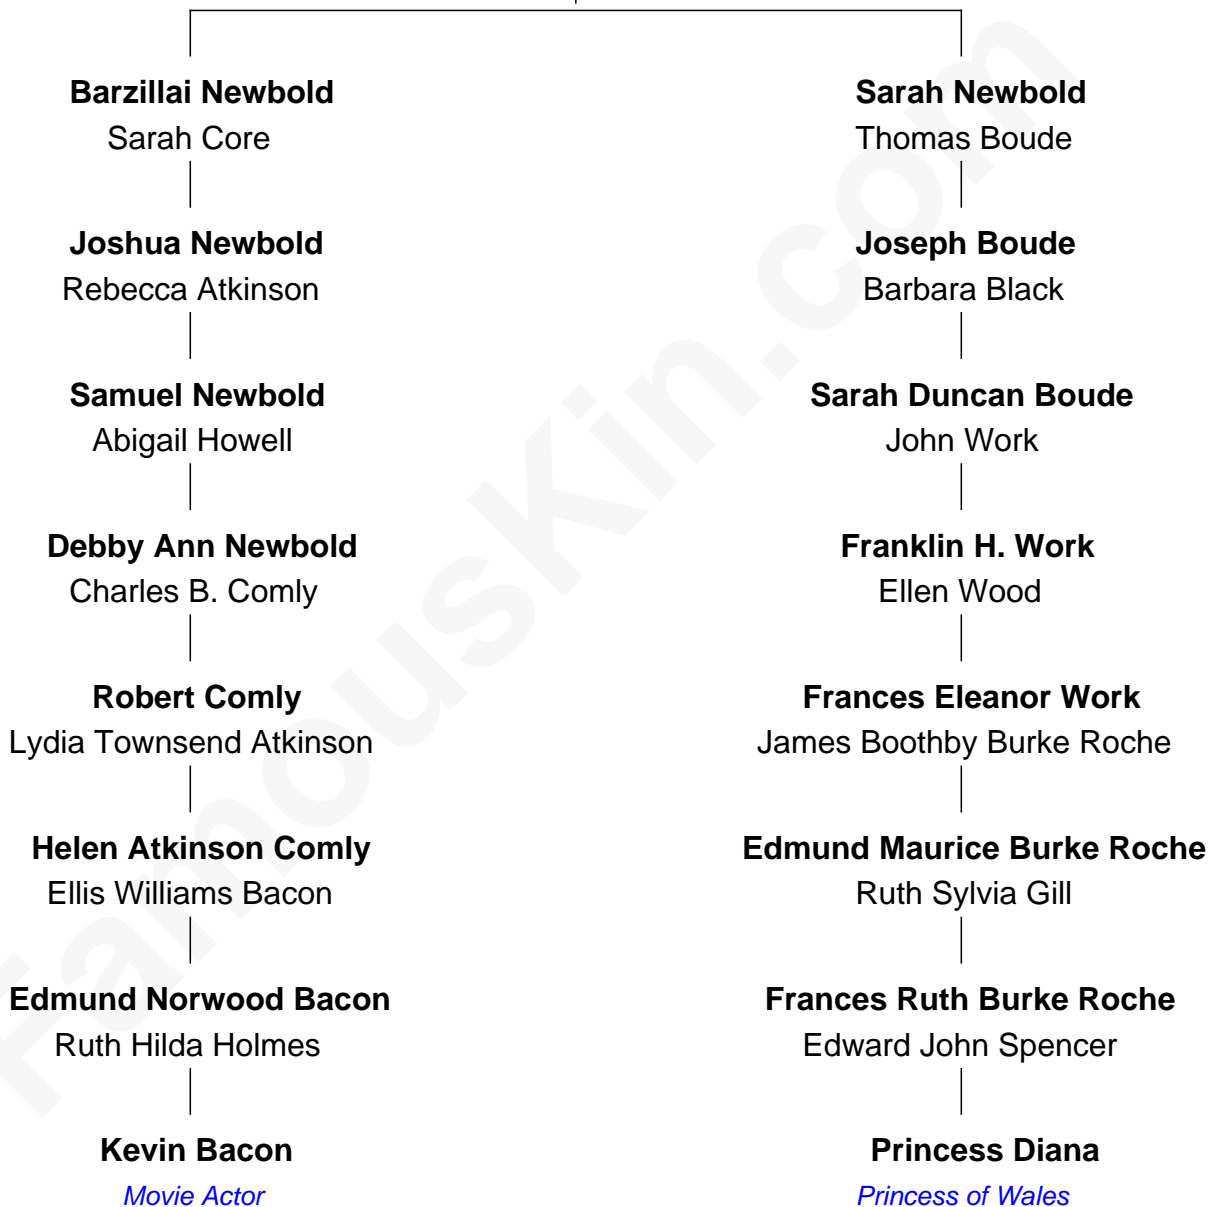 Barzillai Newbold
Sarah Core
Joshua Newbold
Rebecca Atkinson
Samuel Newbold
Abigail Howell
Debby Ann Newbold
Charles B. Comly
Robert Comly
Lydia Townsend Atkinson
Helen Atkinson Comly
Ellis Williams Bacon
Edmund Norwood Bacon
Ruth Hilda Holmes
Kevin Bacon
Movie Actor
Sarah Newbold
Thomas Boude
Joseph Boude
Barbara Black
Sarah Duncan Boude
John Work
Franklin H. Work
Ellen Wood
Frances Eleanor Work
James Boothby Burke Roche
Edmund Maurice Burke Roche
Ruth Sylvia Gill
Frances Ruth Burke Roche
Edward John Spencer
Princess Diana
Princess of Wales
FamousKin.com